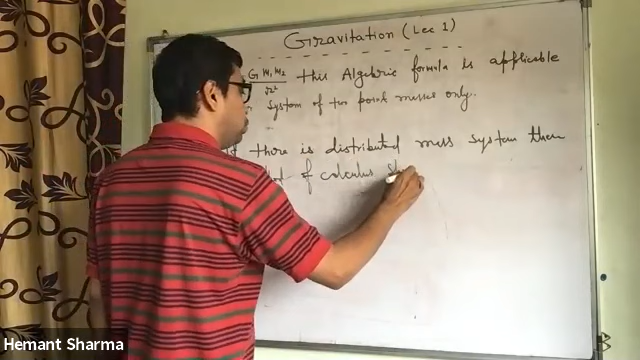 Gravitation (Lec 1)
G m₁ m₂ / r² this Algebric formula is applicable
System of two point masses only.
there is distributed mass system then
of calculus
Hemant Sharma